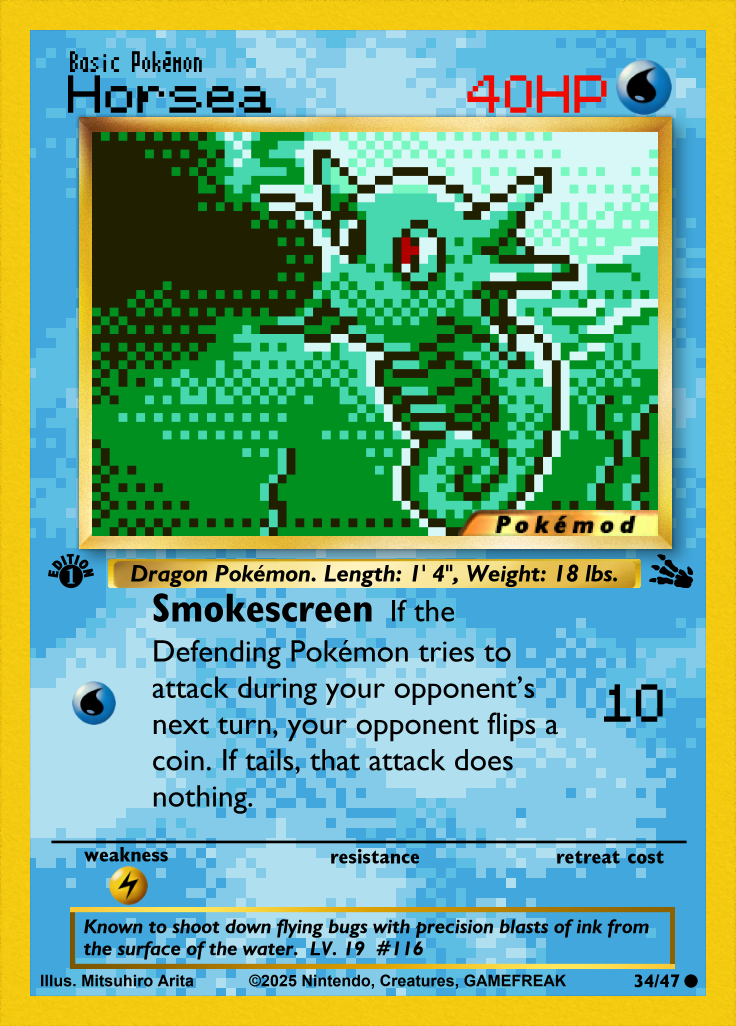 Basic Pokémon
Horsea 40HP
Pokémod
EDITION
1
Dragon Pokémon. Length: 1' 4", Weight: 18 lbs.
Smokescreen If the
Defending Pokémon tries to
attack during your opponent’s
next turn, your opponent flips a
coin. If tails, that attack does
nothing.
10
weakness resistance retreat cost
Known to shoot down flying bugs with precision blasts of ink from
the surface of the water. LV. 19 #116
Illus. Mitsuhiro Arita ©2025 Nintendo, Creatures, GAMEFREAK 34/47